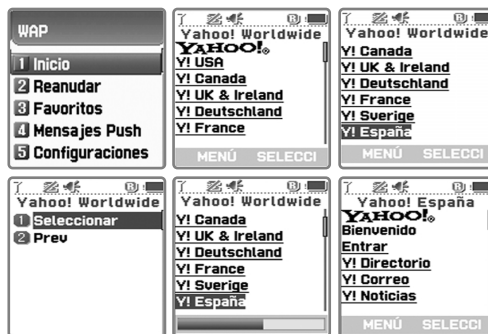 WAP
1 Inicio
2 Reanudar
3 Favoritos
4 Mensajes Push
5 Configuraciones
Yahoo! Worldwide
YAHOO!®
Y! USA
Y! Canada
Y! UK & Ireland
Y! Deutschland
Y! France
MENÚ SELECCI
Yahoo! Worldwide
Y! Canada
Y! UK & Ireland
Y! Deutschland
Y! France
Y! Sverige
Y! España
MENÚ SELECCI
Yahoo! Worldwide
1 Seleccionar
2 Prev
Yahoo! Worldwide
Y! Canada
Y! UK & Ireland
Y! Deutschland
Y! France
Y! Sverige
Y! España
Yahoo! España
YAHOO!®
Bienvenido
Entrar
Y! Directorio
Y! Correo
Y! Noticias
MENÚ SELECCI